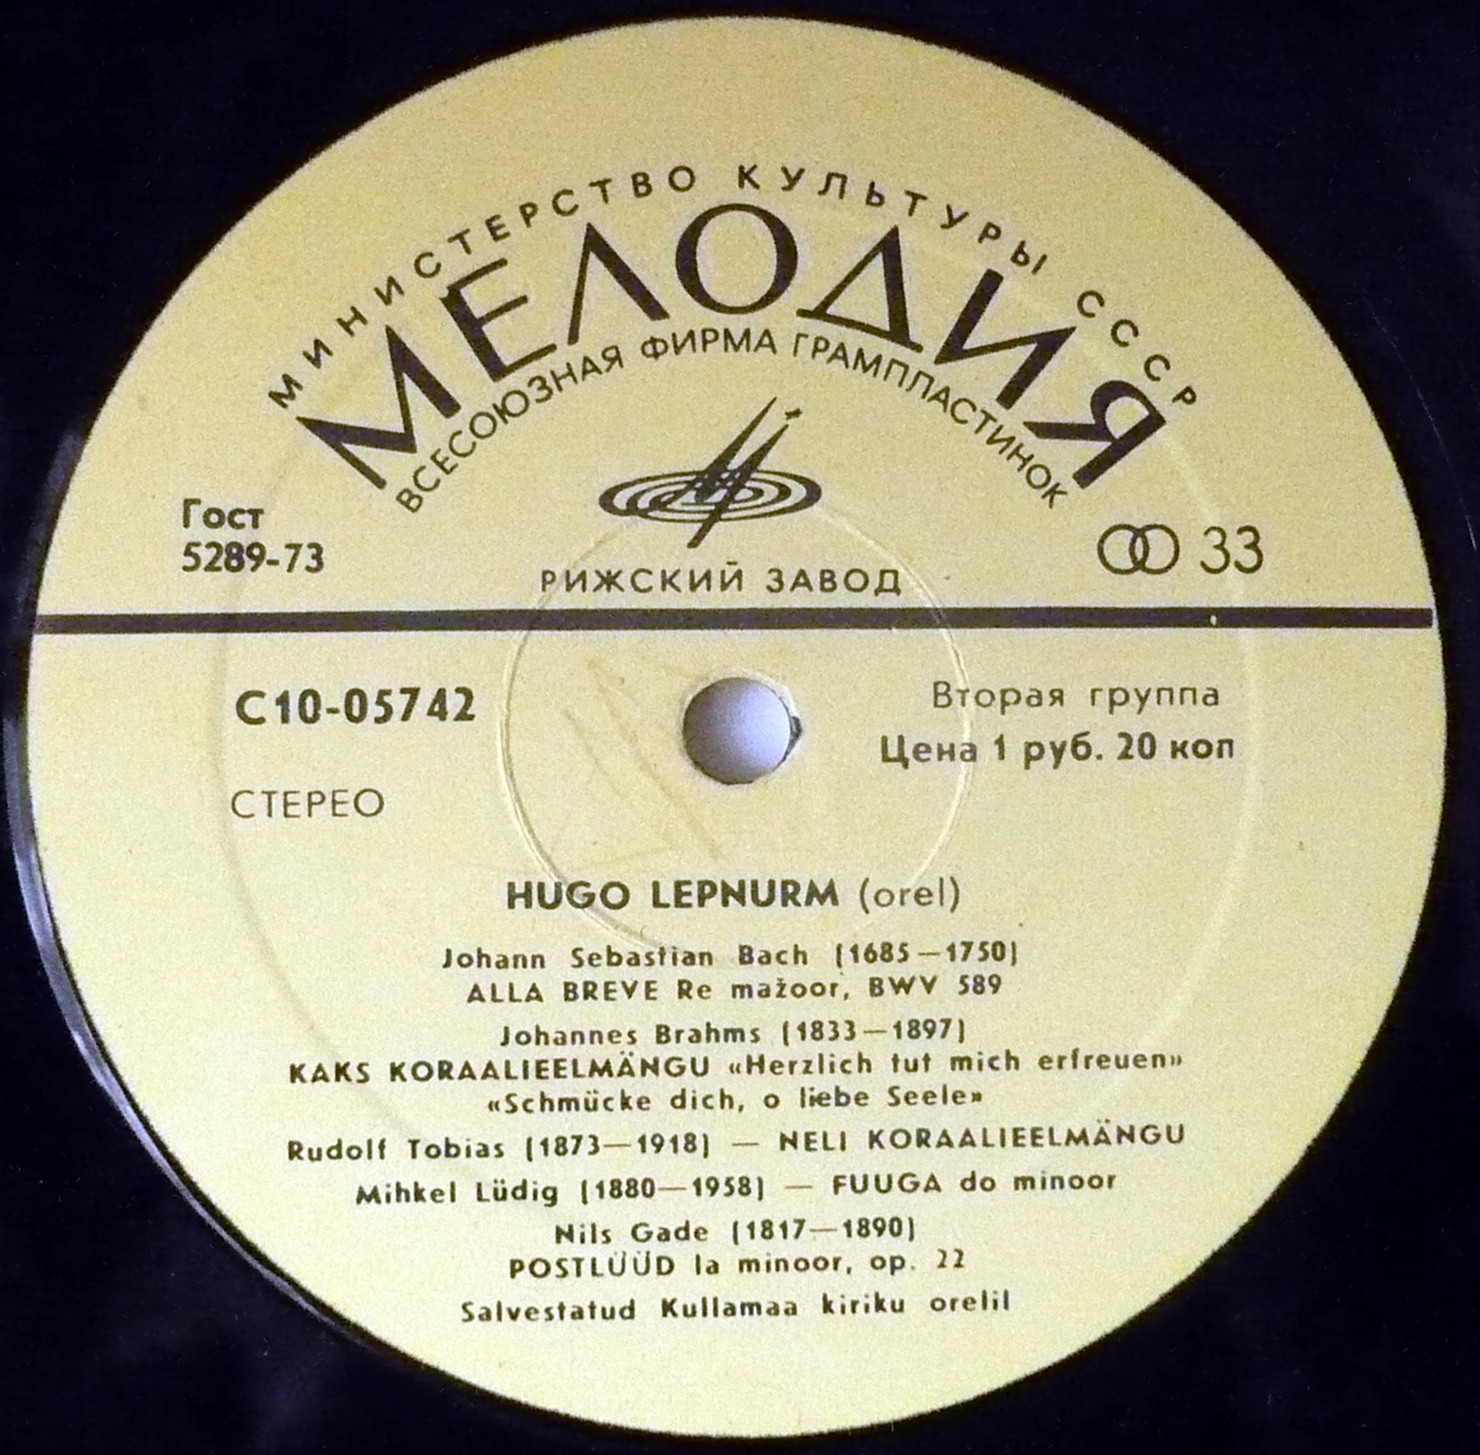 МИНИСТЕРСТВО КУЛЬТУРЫ СССР
МЕЛОДИЯ
ВСЕСОЮЗНАЯ ФИРМА ГРАМПЛАСТИНОК
Гост
5289-73
33
РИЖСКИЙ ЗАВОД
С10-05742
Вторая группа
Цена 1 руб. 20 коп
СТЕРЕО
HUGO LEPNURM (orel)
Johann Sebastian Bach (1685—1750)
ALLA BREVE Re mažoor, BWV 589
Johannes Brahms (1833—1897)
KAKS KORAALIEELMÄNGU «Herzlich tut mich erfreuen»
«Schmücke dich, o liebe Seele»
Rudolf Tobias (1873—1918) — NELI KORAALIEELMÄNGU
Mihkel Lüdig (1880—1958) — FUUGA do minoor
Nils Gade (1817—1890)
POSTLÜÜD la minoor, op. 22
Salvestatud Kullamaa kiriku orelil